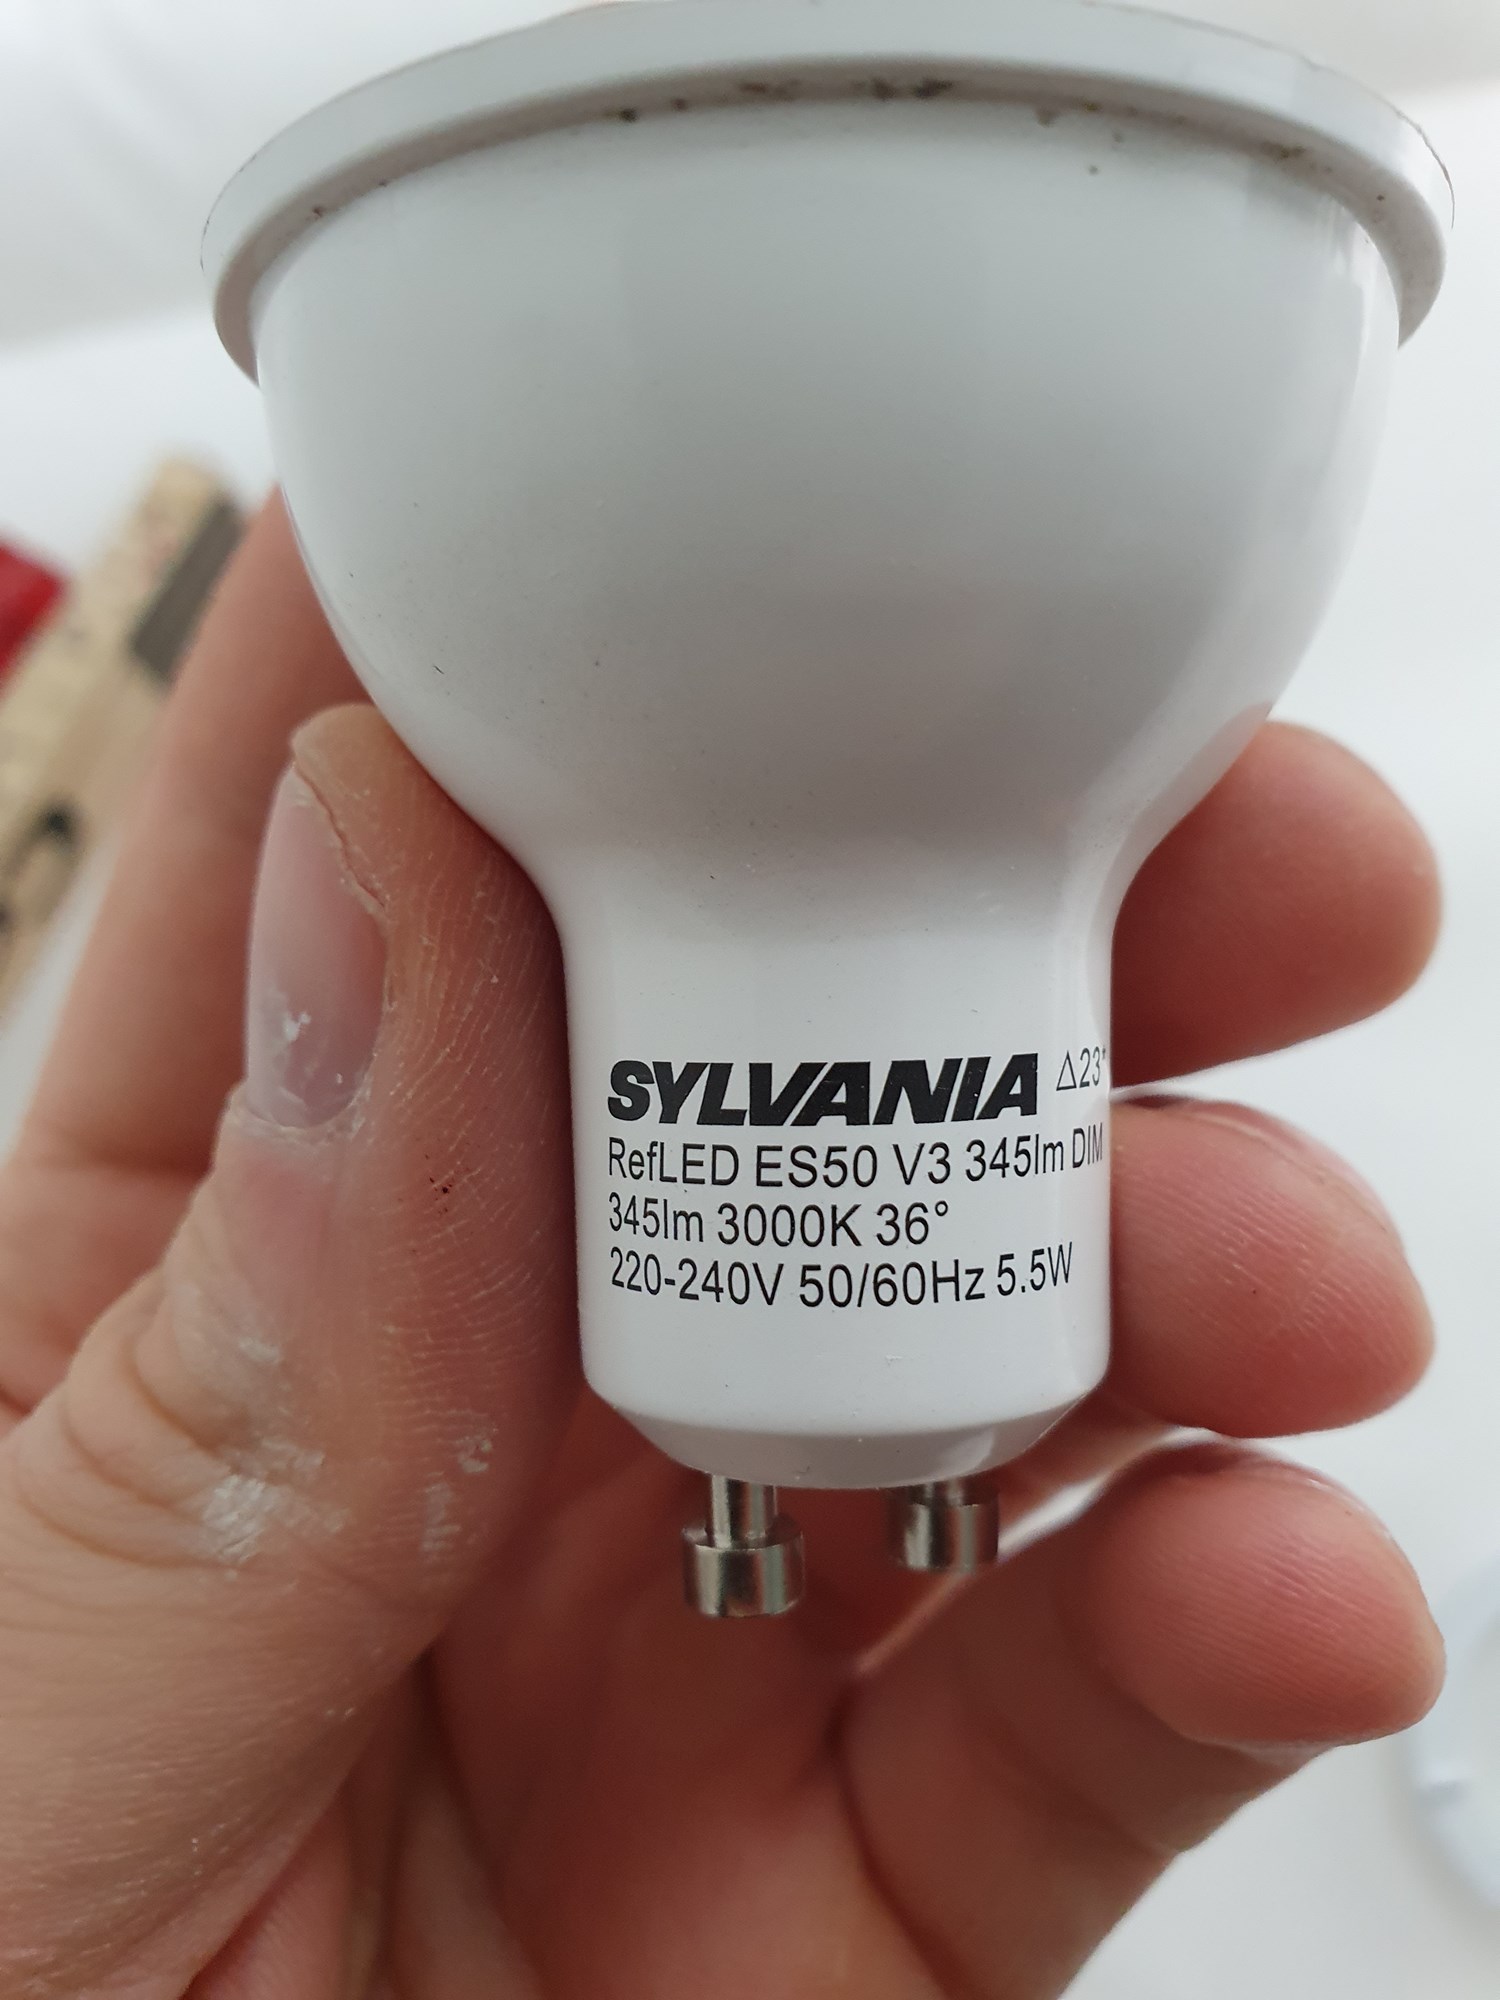 SYLVANIA △23*
RefLED ES50 V3 345lm DIM
345lm 3000K 36°
220-240V 50/60Hz 5.5W